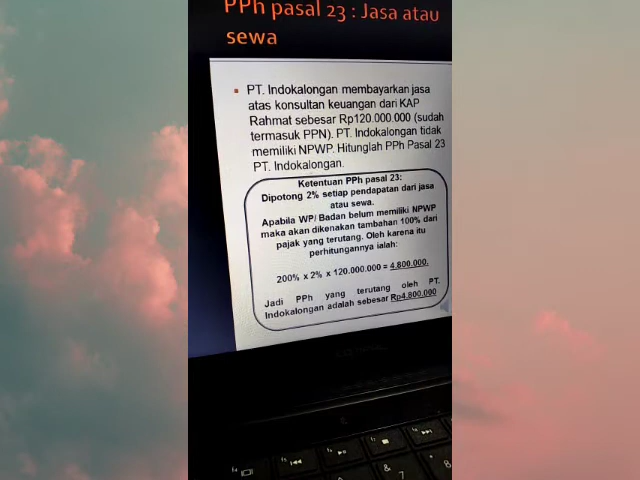 PPh pasal 23 : Jasa atau
sewa
PT. Indokalongan membayarkan jasa
atas konsultan keuangan dari KAP
Rahmat sebesar Rp120.000.000 (sudah
termasuk PPN). PT. Indokalongan tidak
memiliki NPWP. Hitunglah PPh Pasal 23
PT. Indokalongan.
Ketentuan PPh pasal 23:
Dipotong 2% setiap pendapatan dari jasa
atau sewa.
Apabila WP/ Badan belum memiliki NPWP
maka akan dikenakan tambahan 100% dari
pajak yang terutang. Oleh karena itu
perhitungannya ialah:
200% x 2% x 120.000.000 = 4.800.000.
Jadi PPh yang terutang oleh PT.
Indokalongan adalah sebesar Rp4.800.000